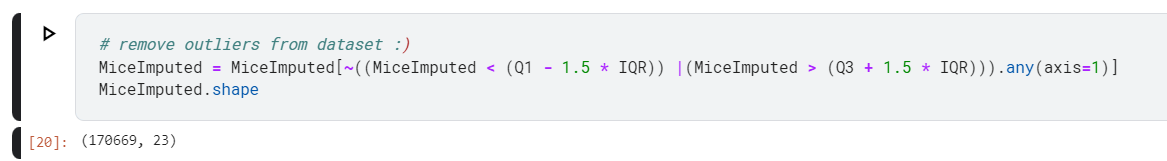 # remove outliers from dataset :)
MiceImputed = MiceImputed[~((MiceImputed < (Q1 - 1.5 * IQR)) |(MiceImputed > (Q3 + 1.5 * IQR))).any(axis=1)]
MiceImputed.shape
[20]: (170669, 23)